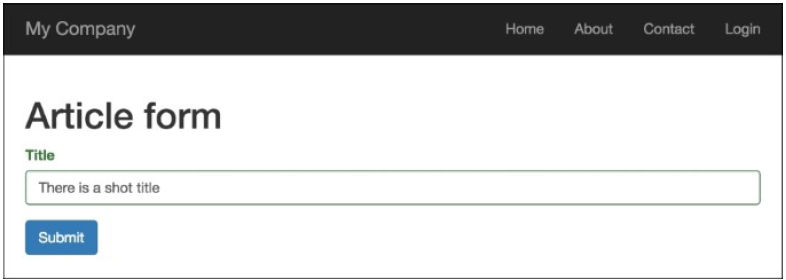 My Company Home About Contact Login
Article form
Title
There is a shot title
Submit